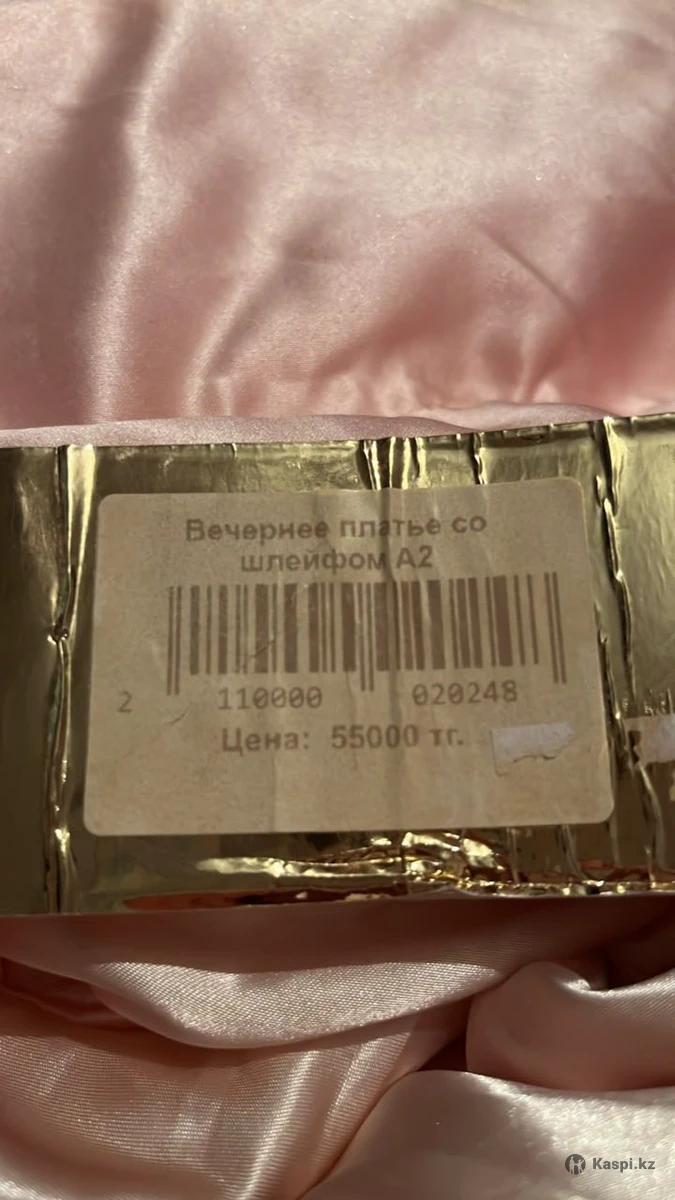 Вечернее платье со
шлейфом А2
2 110000 020248
Цена: 55000 тг.
Kaspi.kz